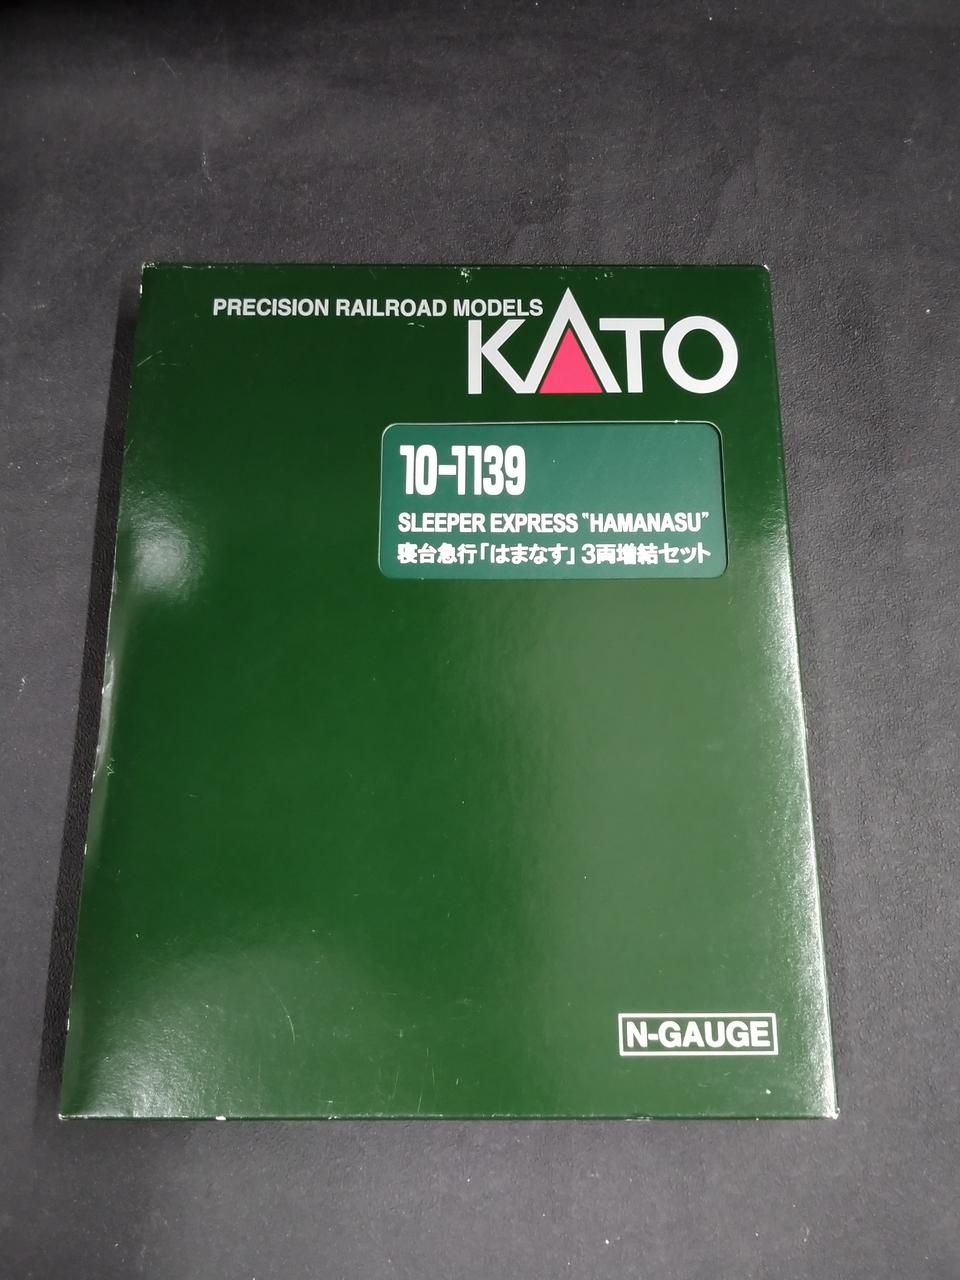 PRECISION RAILROAD MODELS
KATO
10-1139
SLEEPER EXPRESS "HAMANASU"
寝台急行「はまなす」3両増結セット
N-GAUGE